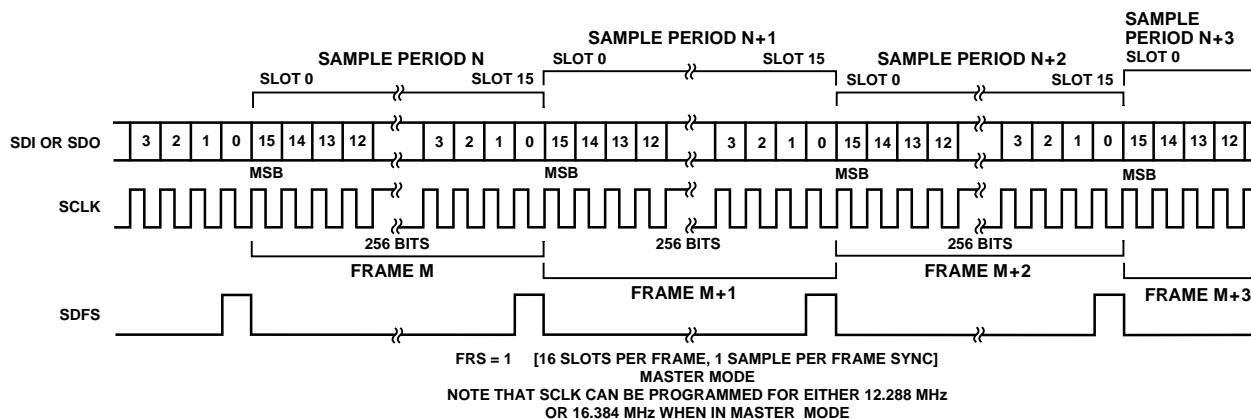 SAMPLE PERIOD N
SAMPLE PERIOD N+1
SAMPLE PERIOD N+2
SAMPLE
PERIOD N+3
SLOT 0 SLOT 15 SLOT 0 SLOT 15 SLOT 0 SLOT 15 SLOT 0
SDI OR SDO 3 2 1 0 15 14 13 12 3 2 1 0 15 14 13 12 3 2 1 0 15 14 13 12 3 2 1 0 15 14 13 12
MSB MSB MSB MSB
SCLK
256 BITS 256 BITS 256 BITS
FRAME M FRAME M+1 FRAME M+2 FRAME M+3
SDFS
FRS = 1 [16 SLOTS PER FRAME, 1 SAMPLE PER FRAME SYNC]
MASTER MODE
NOTE THAT SCLK CAN BE PROGRAMMED FOR EITHER 12.288 MHz
OR 16.384 MHz WHEN IN MASTER MODE